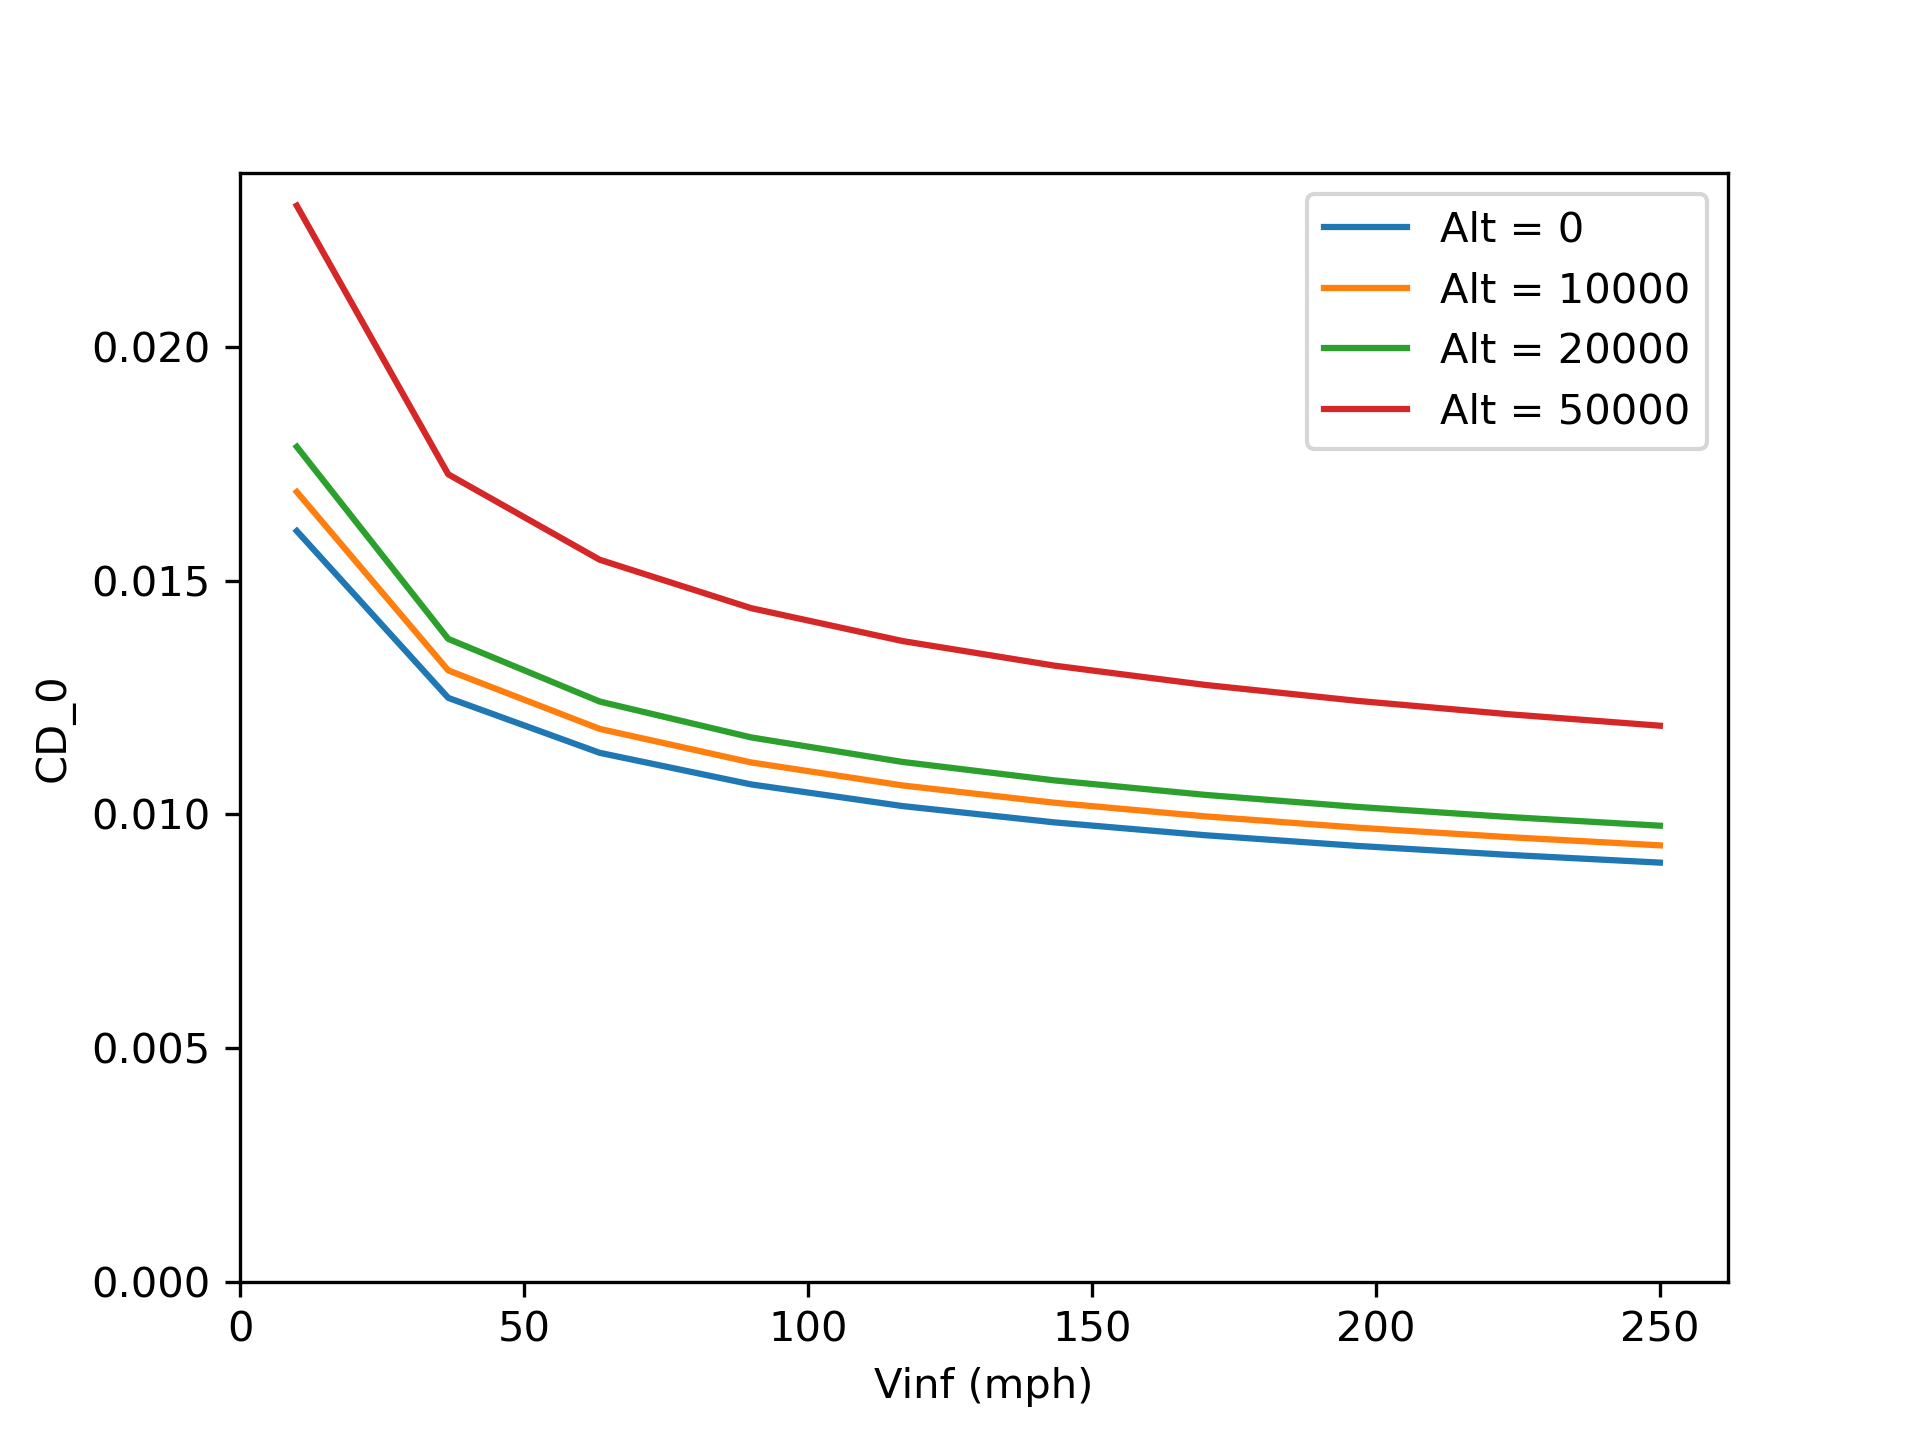 Alt = 0
Alt = 10000
Alt = 20000
Alt = 50000
0.020
0.015
0.010
0.005
0.000
CD_0
0 50 100 150 200 250
Vinf (mph)